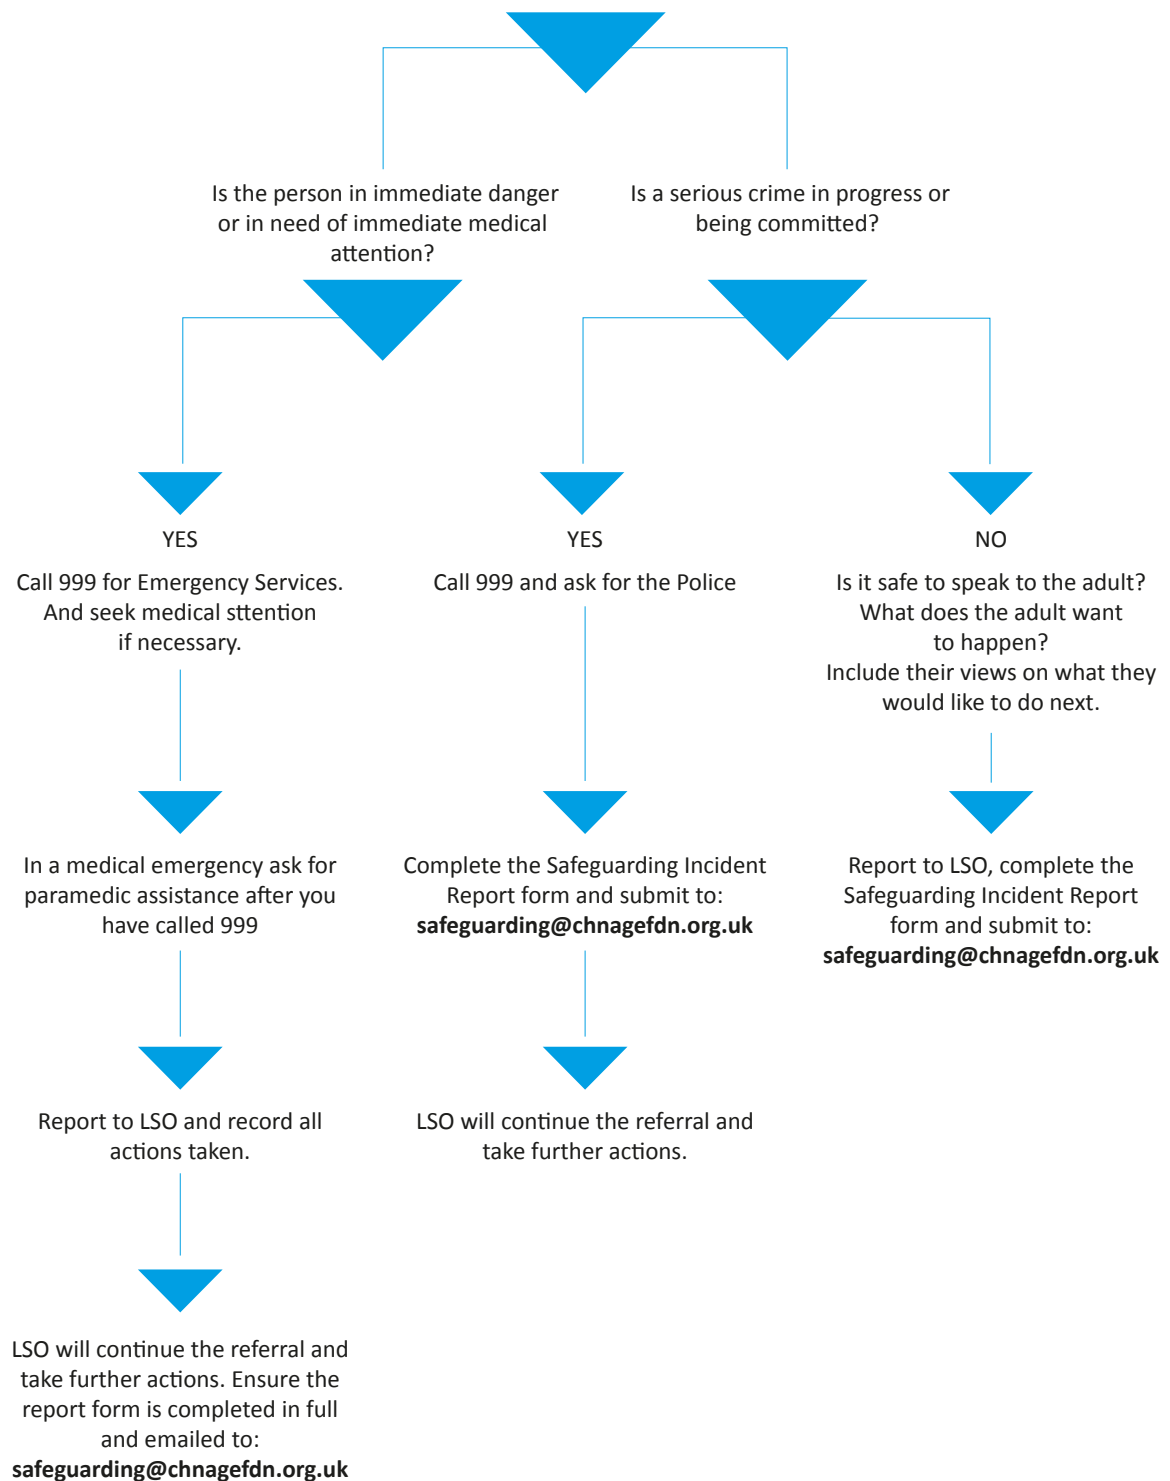 Is the person in immediate danger
or in need of immediate medical
attention?
Is a serious crime in progress or
being committed?
YES
Call 999 for Emergency Services.
And seek medical sttention
if necessary.
YES
Call 999 and ask for the Police
NO
Is it safe to speak to the adult?
What does the adult want
to happen?
Include their views on what they
would like to do next.
In a medical emergency ask for
paramedic assistance after you
have called 999
Complete the Safeguarding Incident
Report form and submit to:
safeguarding@chnagefdn.org.uk
Report to LSO, complete the
Safeguarding Incident Report
form and submit to:
safeguarding@chnagefdn.org.uk
Report to LSO and record all
actions taken.
LSO will continue the referral and
take further actions.
LSO will continue the referral and
take further actions. Ensure the
report form is completed in full
and emailed to:
safeguarding@chnagefdn.org.uk